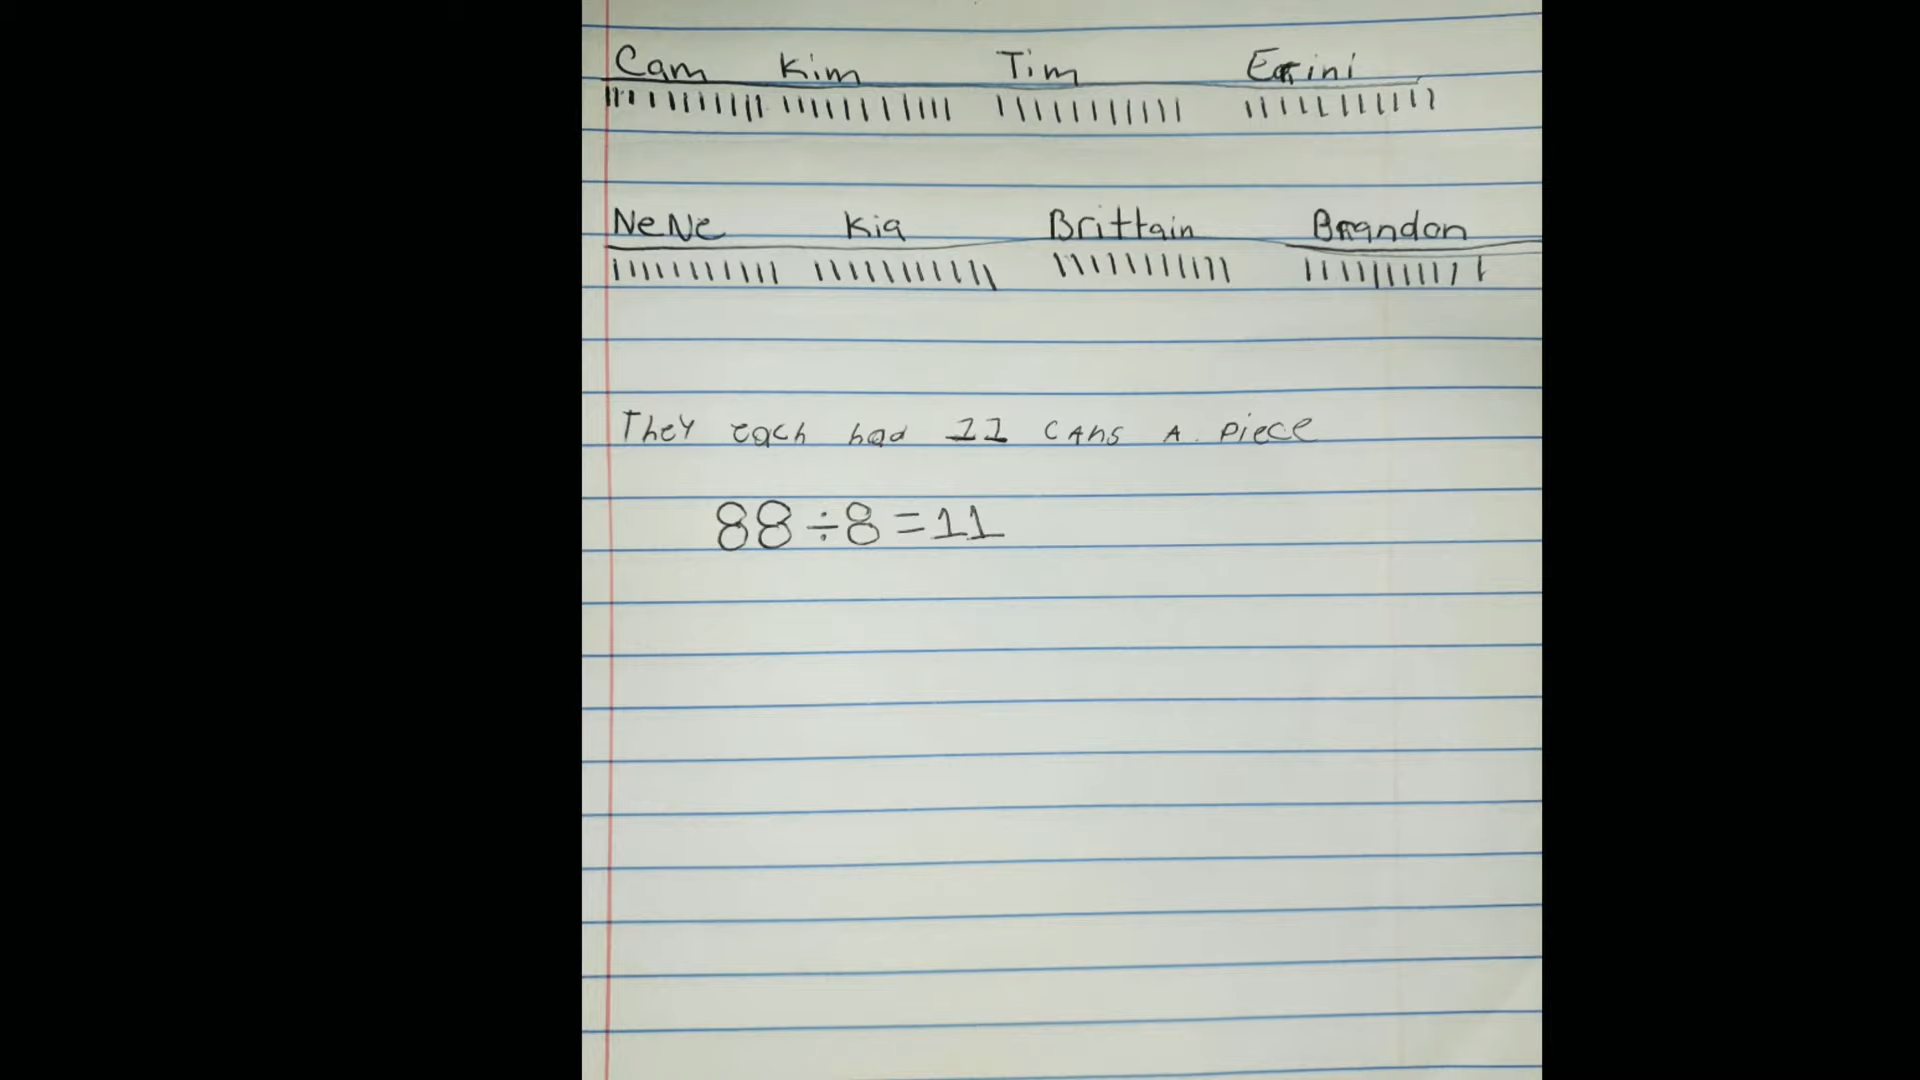 Cam Kim Tim Erini
||||||||||| ||||||||||| ||||||||||| |||||||||||
NeNe Kia Brittain Brandon
||||||||||| ||||||||||| ||||||||||| |||||||||||
They each had 11 cans A. piece
88÷8=11